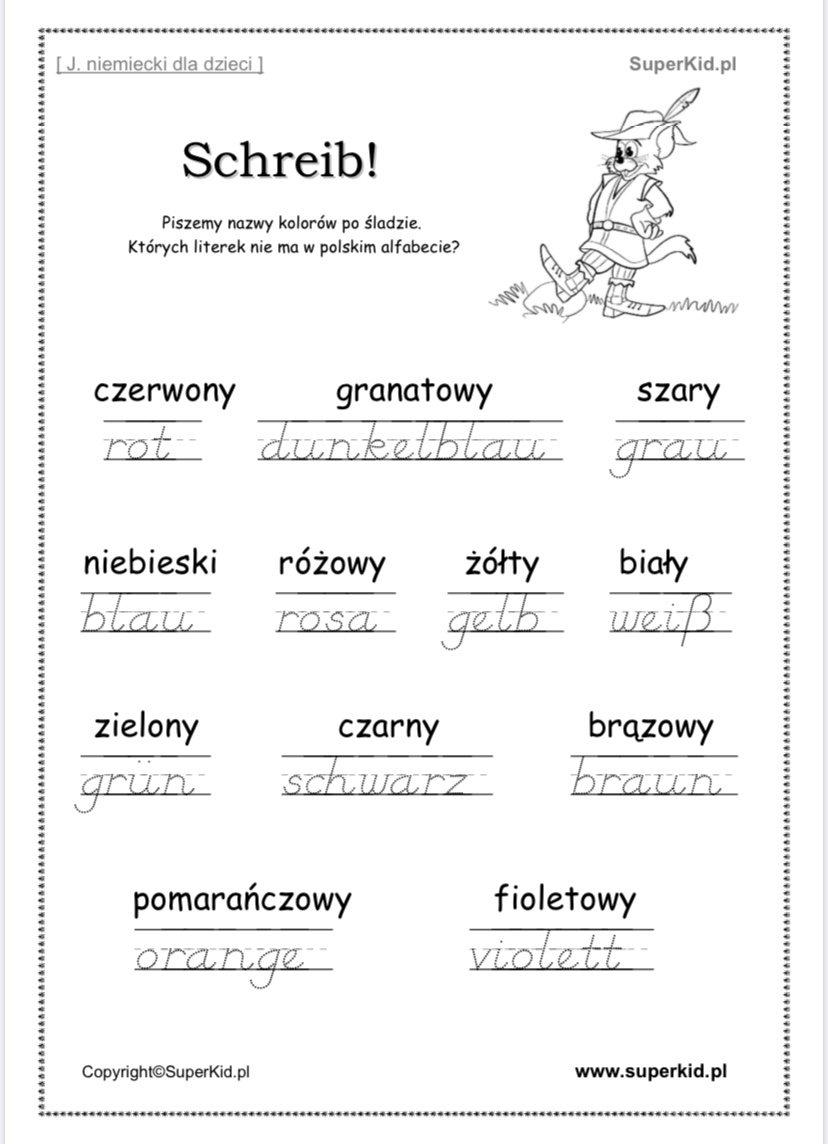 [ J. niemiecki dla dzieci ] SuperKid.pl
Schreib!
Piszemy nazwy kolorów po śladzie.
Których literek nie ma w polskim alfabecie?
czerwony granatowy szary
rot dunkelblau grau
niebieski różowy żółty biały
blau rosa gelb weiß
zielony czarny brązowy
grün schwarz braun
pomarańczowy fioletowy
orange violett
Copyright©SuperKid.pl www.superkid.pl